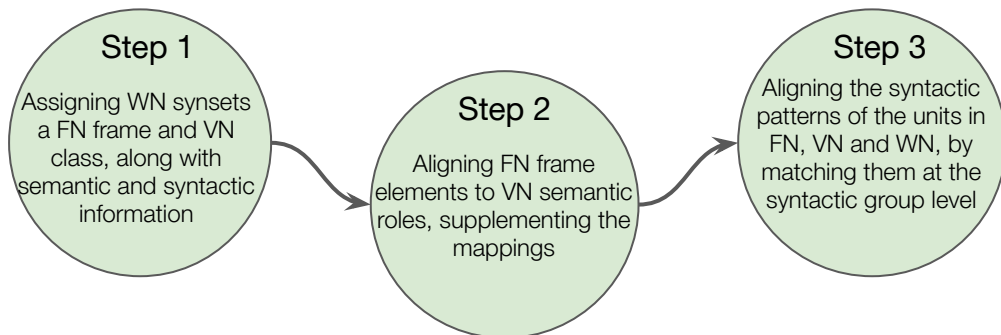 Step 1
Assigning WN synsets
a FN frame and VN
class, along with
semantic and syntactic
information
Step 2
Aligning FN frame
elements to VN semantic
roles, supplementing the
mappings
Step 3
Aligning the syntactic
patterns of the units in
FN, VN and WN, by
matching them at the
syntactic group level